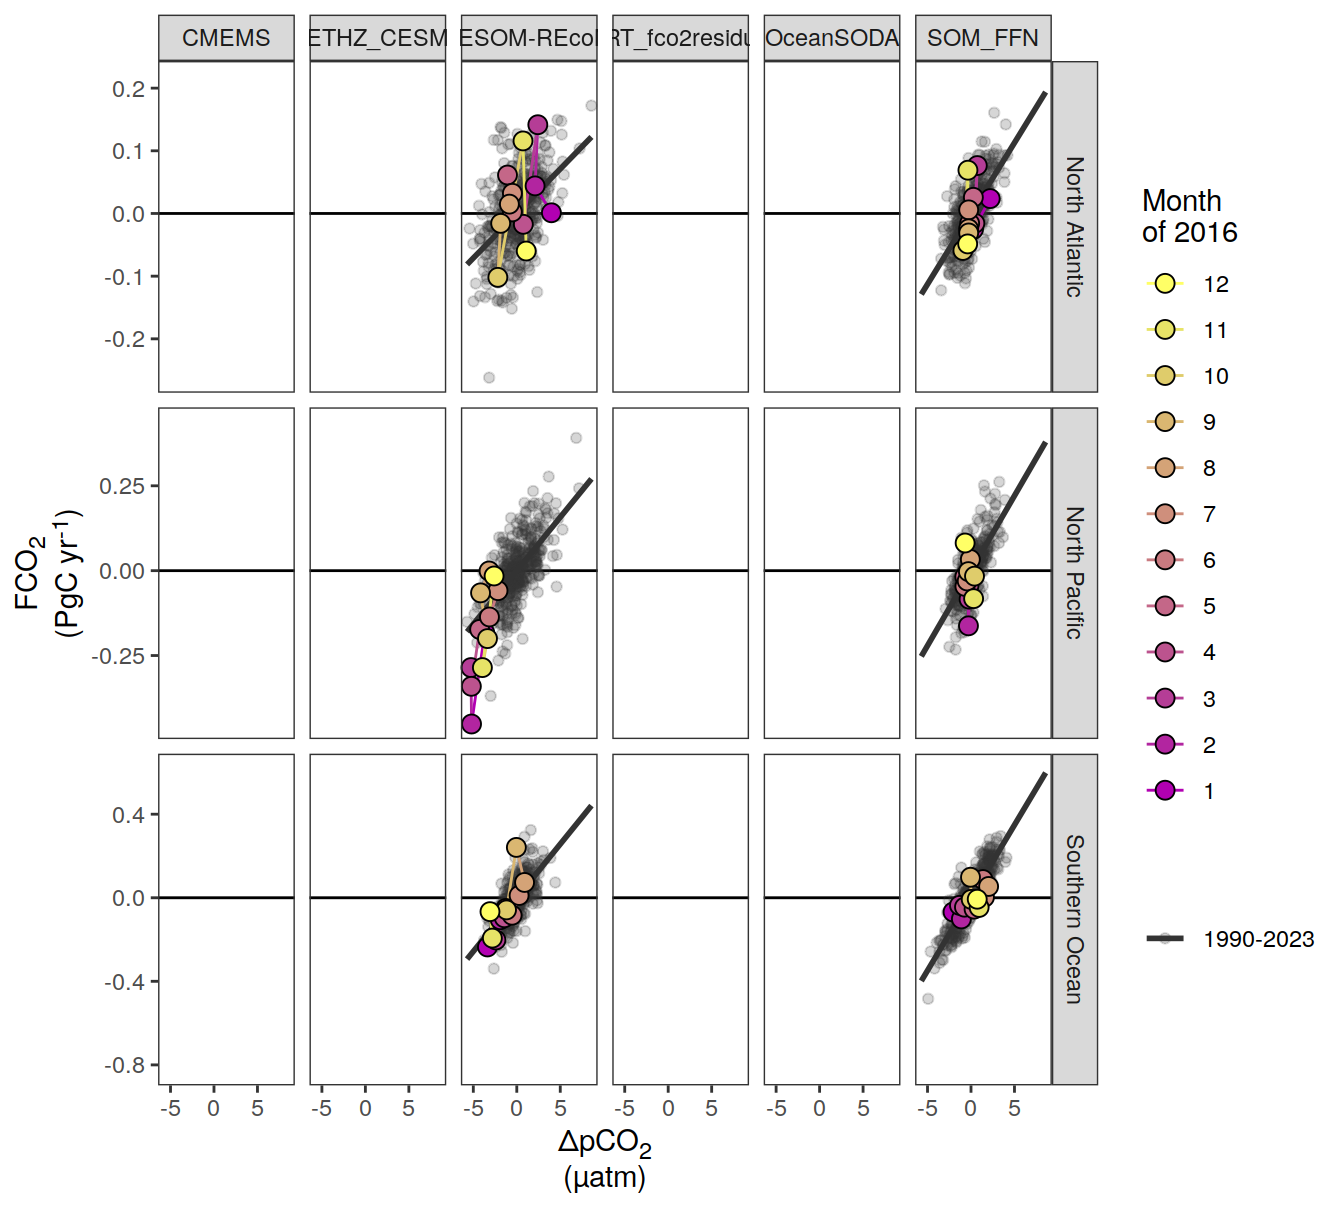 CMEMS
ETHZ_CESM
ESOM-REcoM
RT_fco2residu
OceanSODA
SOM_FFN
0.2
0.1
0.0
-0.1
-0.2
North Atlantic
0.25
0.00
-0.25
North Pacific
0.4
0.0
-0.4
-0.8
Southern Ocean
-5 0 5
-5 0 5
-5 0 5
-5 0 5
-5 0 5
-5 0 5
FCO₂
(PgC yr⁻¹)
ΔpCO₂
(µatm)
Month
of 2016
12
11
10
9
8
7
6
5
4
3
2
1
1990-2023